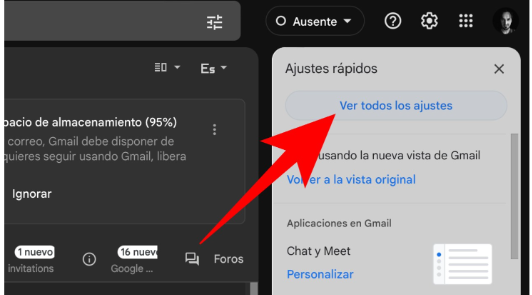 Ausente
Es
Ajustes rápidos
Ver todos los ajustes
pacio de almacenamiento (95%)
correo, Gmail debe disponer de
quieres seguir usando Gmail, libera
usando la nueva vista de Gmail
Volver a la vista original
Ignorar
Aplicaciones en Gmail
Chat y Meet
Personalizar
1 nuevo
invitations
16 nuev
Google ...
Foros